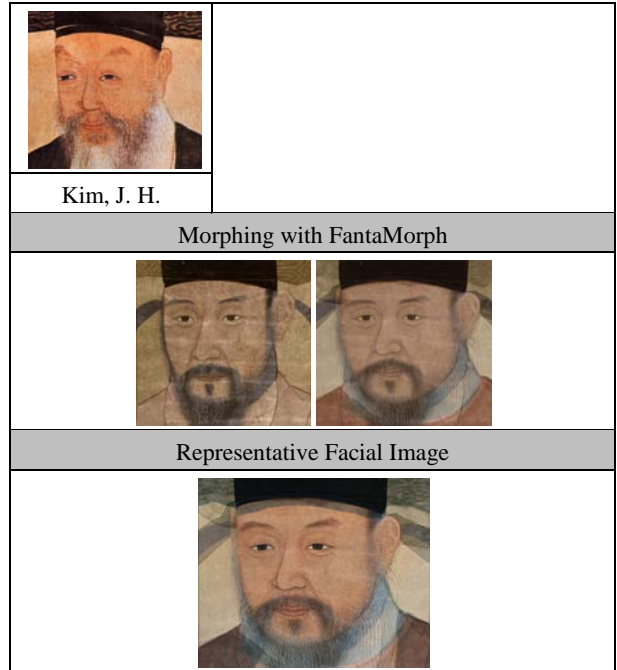 Kim, J. H.
Morphing with FantaMorph
Representative Facial Image